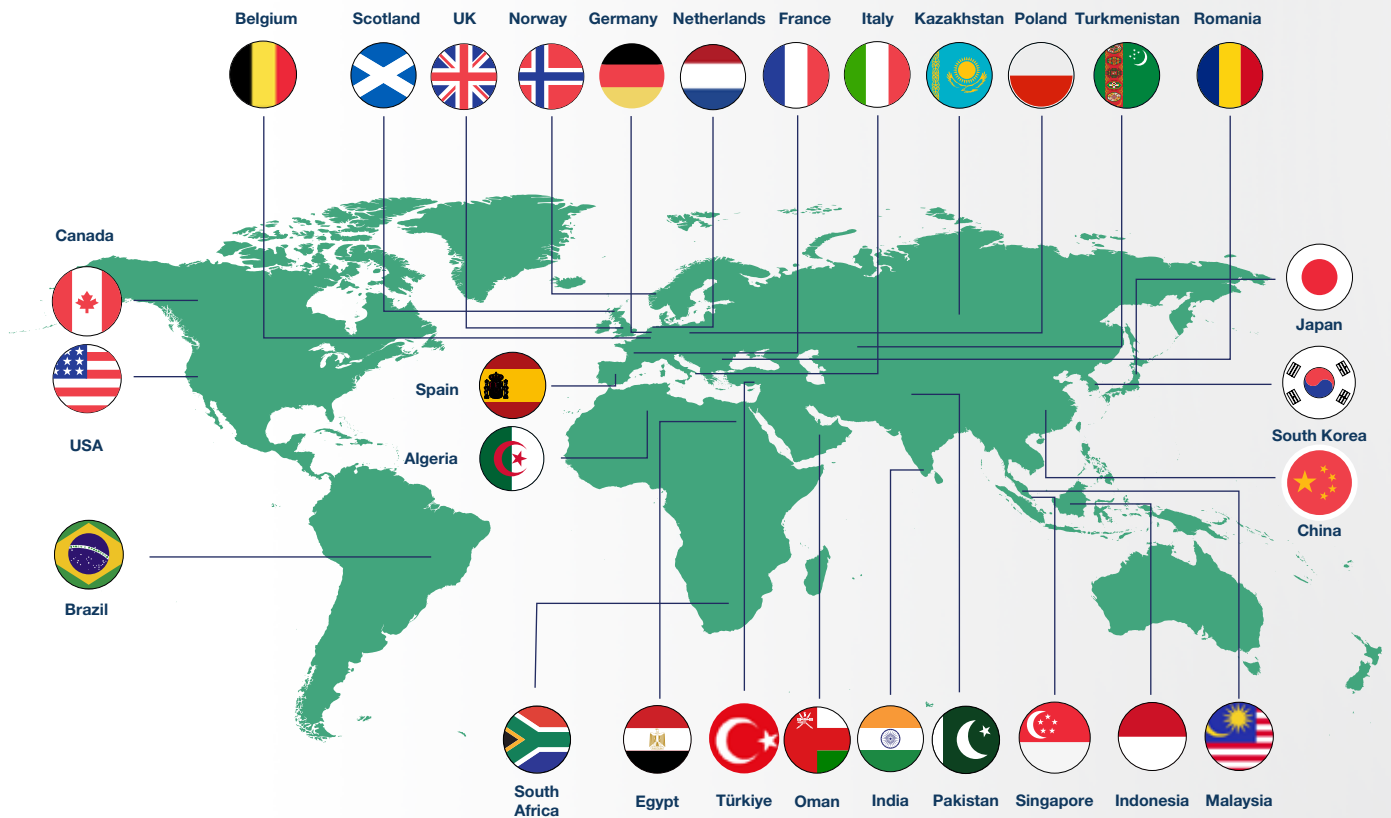 Belgium
Scotland
UK
Norway
Germany
Netherlands
France
Italy
Kazakhstan
Poland
Turkmenistan
Romania
Canada
USA
Spain
Algeria
Brazil
Japan
South Korea
China
South
Africa
Egypt
Türkiye
Oman
India
Pakistan
Singapore
Indonesia
Malaysia